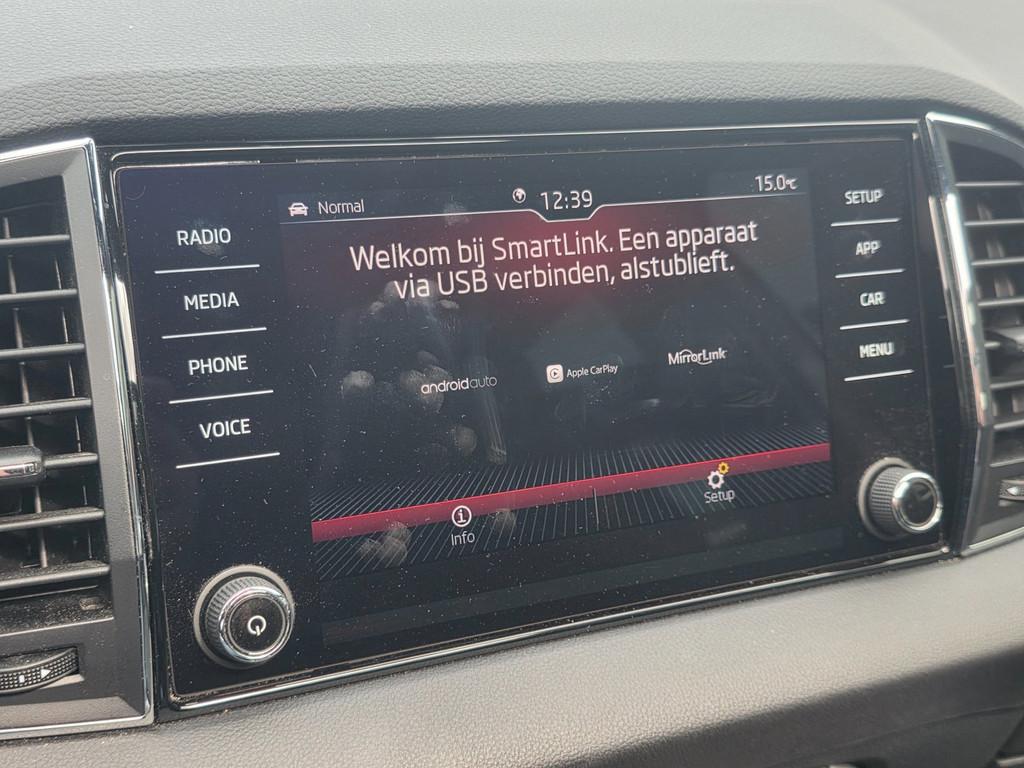 Normal
12:39
15.0°C
Welkom bij SmartLink. Een apparaat
via USB verbinden, alstublieft.
androidauto
Apple CarPlay
MirrorLink
Info
Setup
RADIO
MEDIA
PHONE
VOICE
SETUP
APP
CAR
MENU